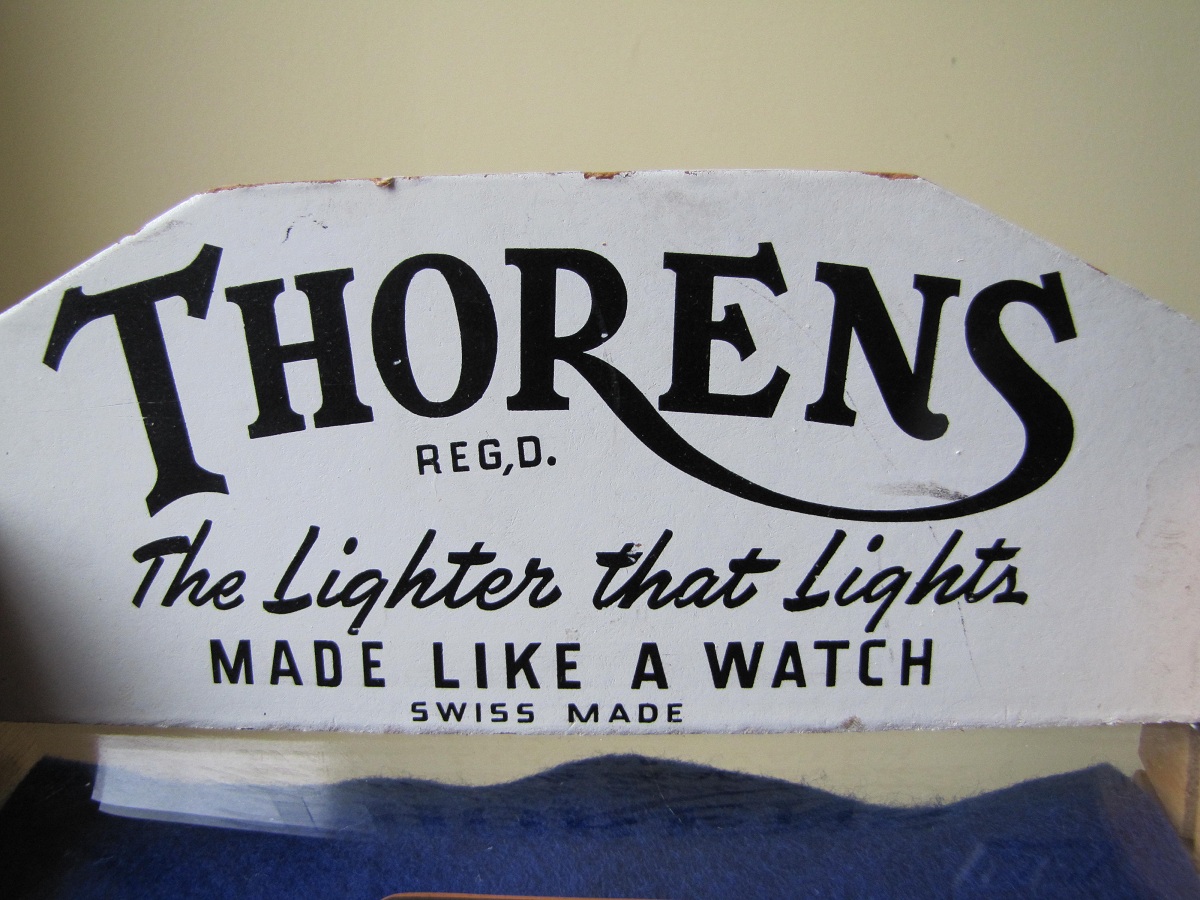 THORENS
REG,D.
The Lighter that Lights
MADE LIKE A WATCH
SWISS MADE